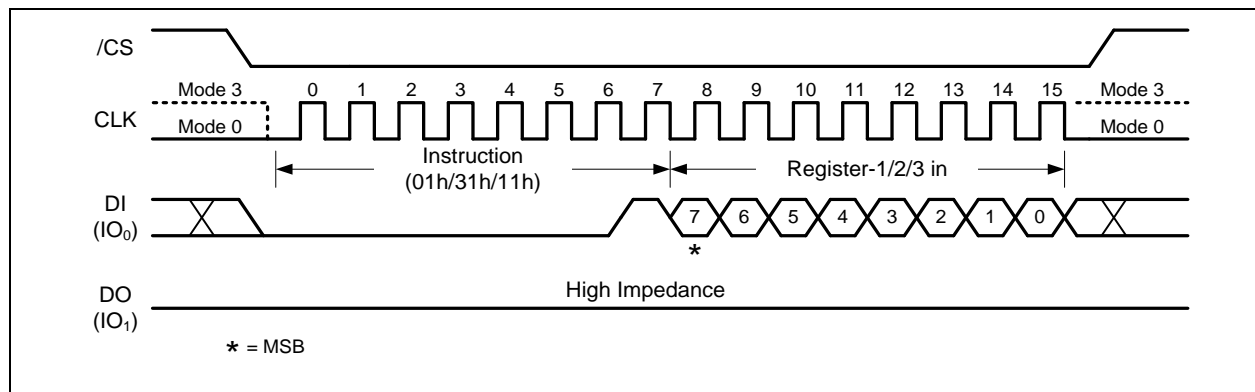 /CS
Mode 3 0 1 2 3 4 5 6 7 8 9 10 11 12 13 14 15 Mode 3
CLK
Mode 0 Mode 0
Instruction
(01h/31h/11h)
Register-1/2/3 in
DI
(IO₀)
7 6 5 4 3 2 1 0
*
High Impedance
DO
(IO₁)
* = MSB